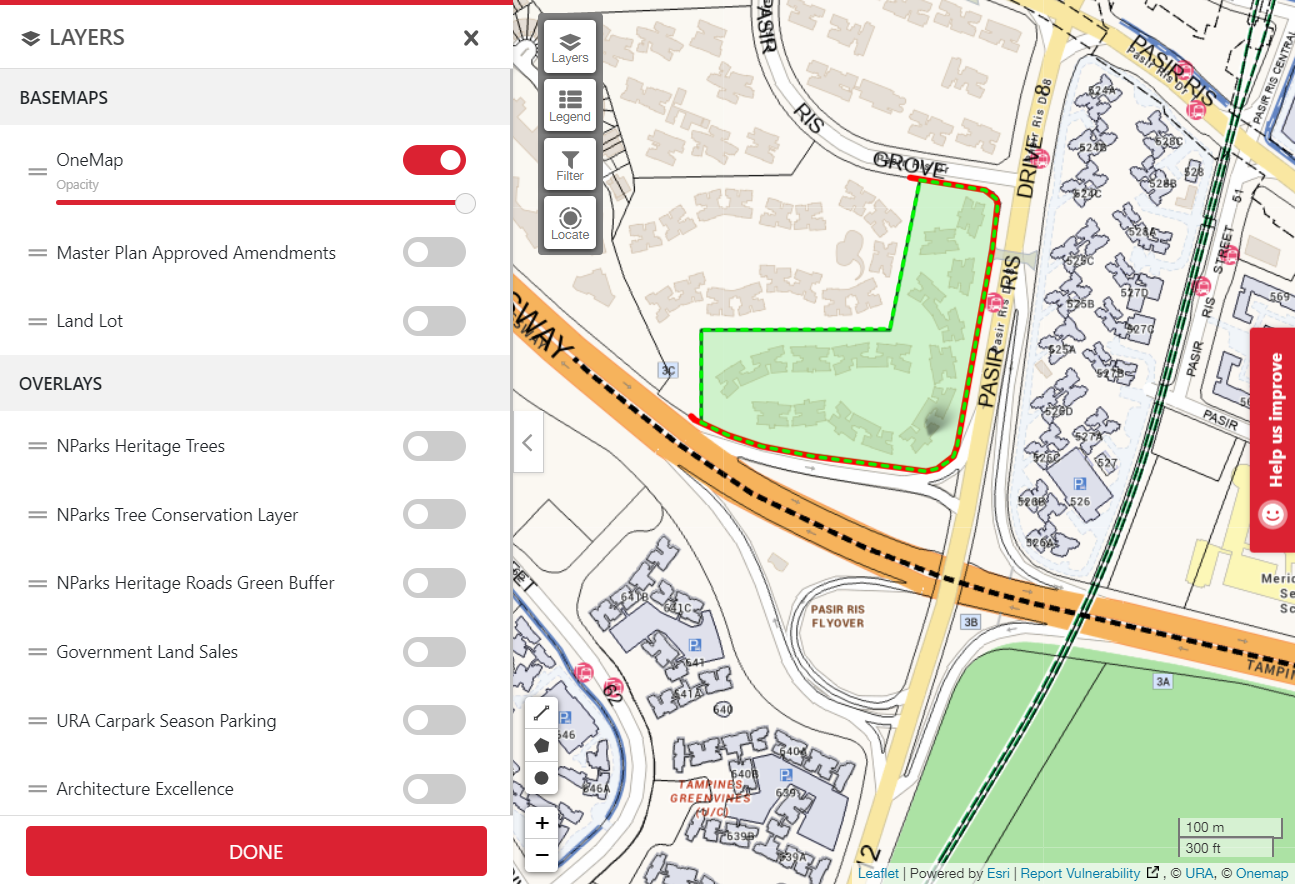 LAYERS
BASEMAPS
OneMap
Opacity
Master Plan Approved Amendments
Land Lot
OVERLAYS
NParks Heritage Trees
NParks Tree Conservation Layer
NParks Heritage Roads Green Buffer
Government Land Sales
URA Carpark Season Parking
Architecture Excellence
DONE
Layers
Legend
Filter
Locate
PASIR
RIS
GROVE
PASIR RIS
Pasir Ris Dr
PASIR RIS CENTRAL
DRIVE 8
PASIR RIS
524A
524B
528C
528
528B
524C
51
528A
STREET
525C
527D
RIS
569
525B
527C
525A
527B
PASIR
526D
PASIR
527A
526C
527
526B
526
526A
3C
WAY
Help us improve
PASIR RIS
FLYOVER
3B
3A
641B
641C
641
641A
640
62
646
646A
640A
640B
639
639B
639A
TAMPINES
GREENVINES
(U/C)
2
+
−
100 m
300 ft
Leaflet | Powered by Esri | Report Vulnerability , © URA, © Onemap